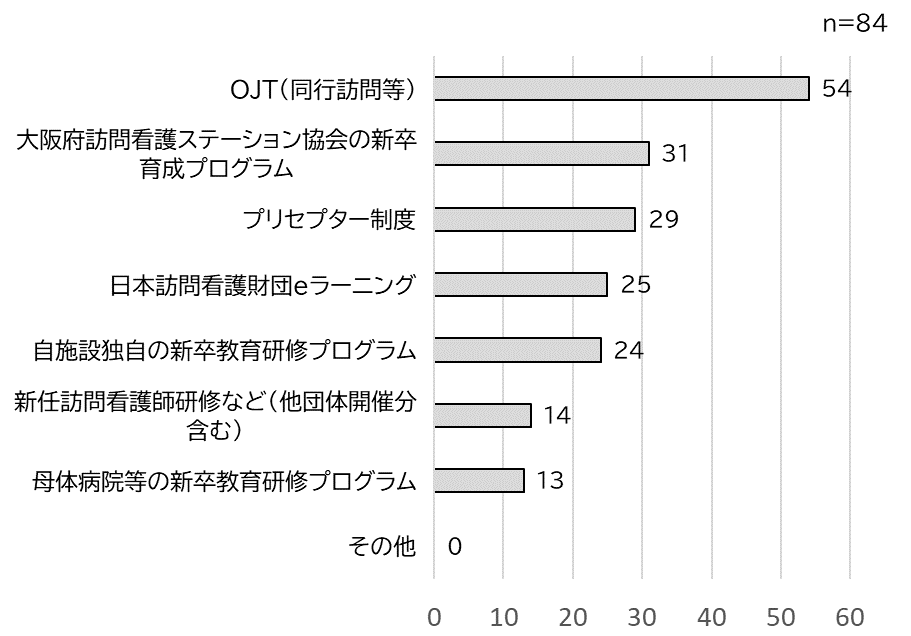 n=84
OJT(同行訪問等)
54
大阪府訪問看護ステーション協会の新卒
育成プログラム
31
プリセプター制度
29
日本訪問看護財団eラーニング
25
自施設独自の新卒教育研修プログラム
24
新任訪問看護師研修など(他団体開催分
含む)
14
母体病院等の新卒教育研修プログラム
13
その他
0
0 10 20 30 40 50 60